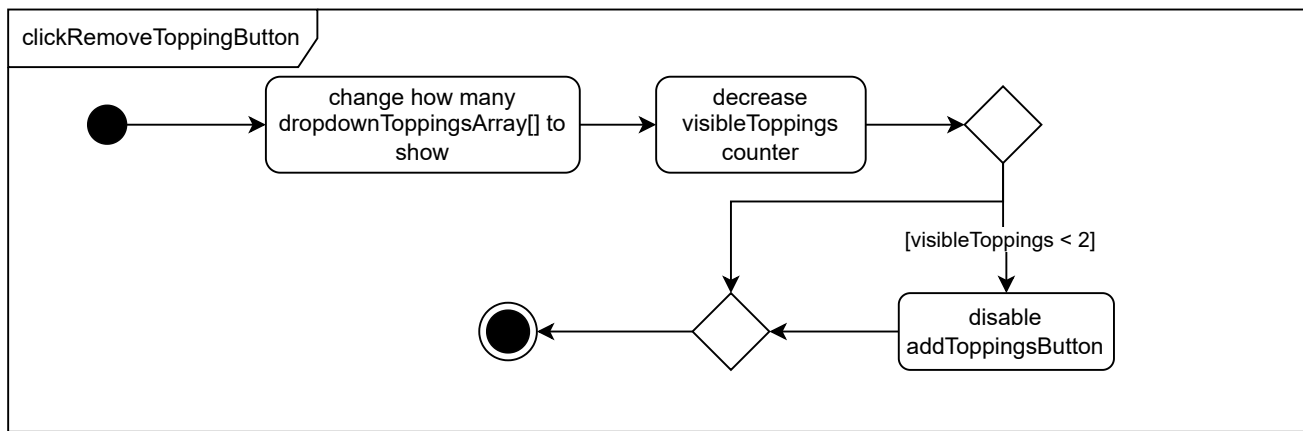 clickRemoveToppingButton
change how many
dropdownToppingsArray[] to
show
decrease
visibleToppings
counter
[visibleToppings < 2]
disable
addToppingsButton